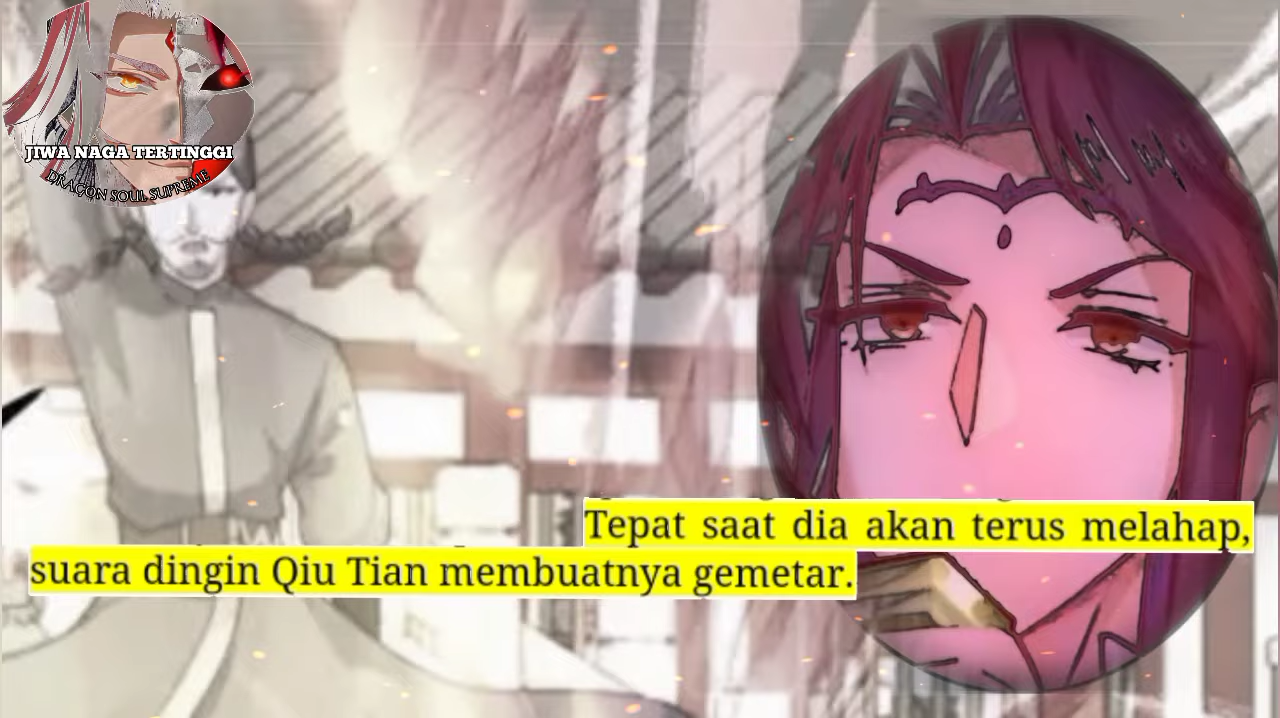 JIWA NAGA TERTINGGI
DRAGON SOUL SUPREME
Tepat saat dia akan terus melahap,
suara dingin Qiu Tian membuatnya gemetar.